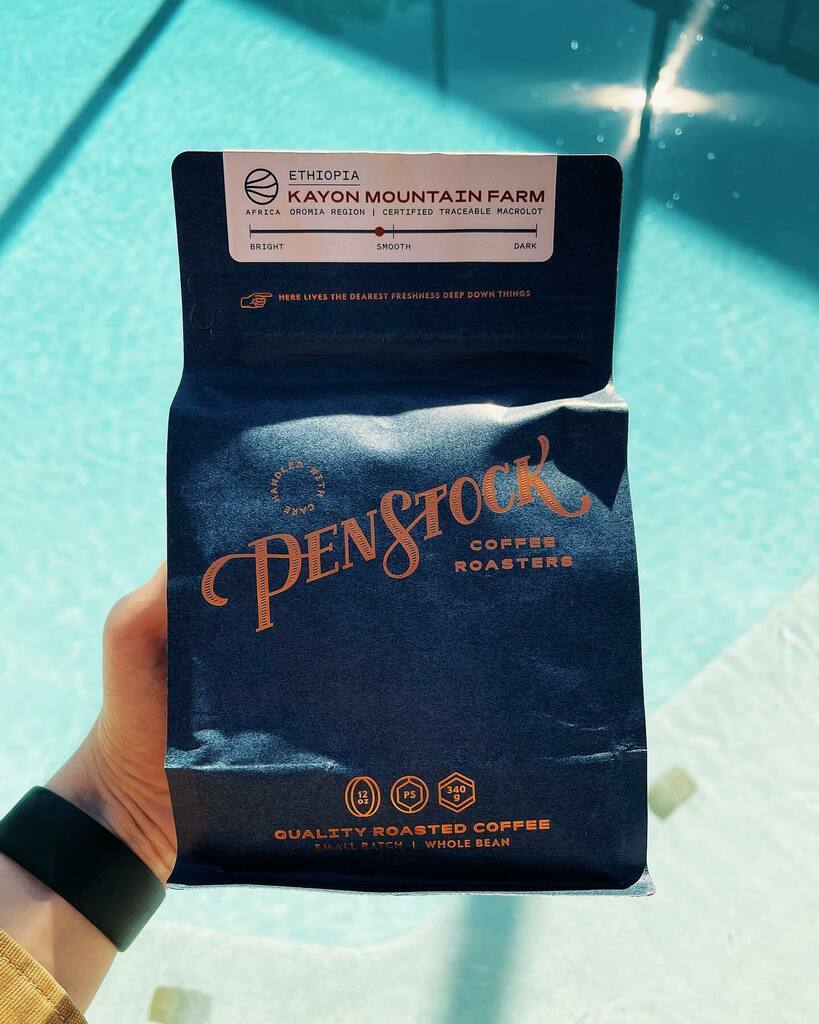 ETHIOPIA
KAYON MOUNTAIN FARM
AFRICA OROMIA REGION | CERTIFIED TRACEABLE MACROLOT
BRIGHT SMOOTH DARK
HERE LIVES THE DEAREST FRESHNESS DEEP DOWN THINGS
HANDLED WITH CARE
PENSTOCK
COFFEE
ROASTERS
12 OZ
PS
340 g
QUALITY ROASTED COFFEE
SMALL BATCH | WHOLE BEAN